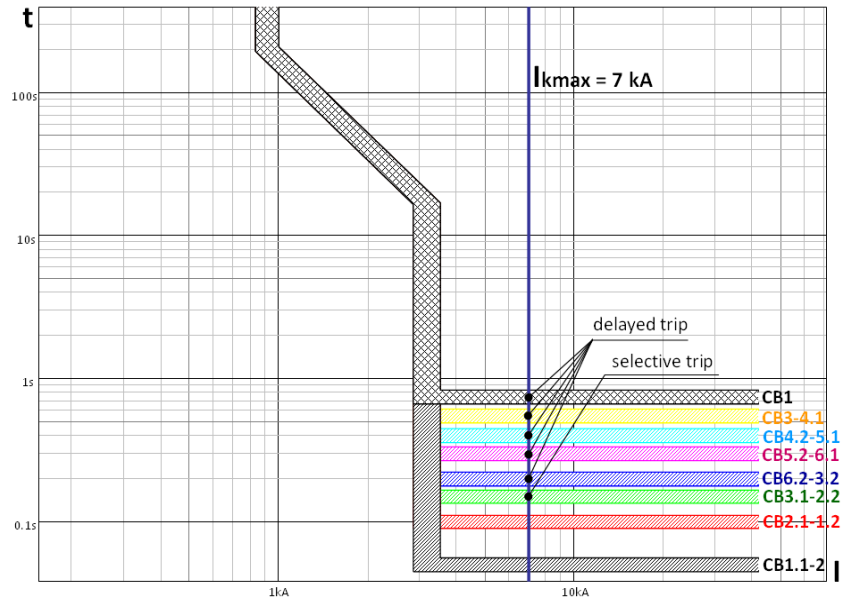 t
Ikmax = 7 kA
100s
10s
delayed trip
selective trip
1s
CB1
CB3-4.1
CB4.2-5.1
CB5.2-6.1
CB6.2-3.2
CB3.1-2.2
0.1s
CB2.1-1.2
CB1.1-2
I
1kA
10kA